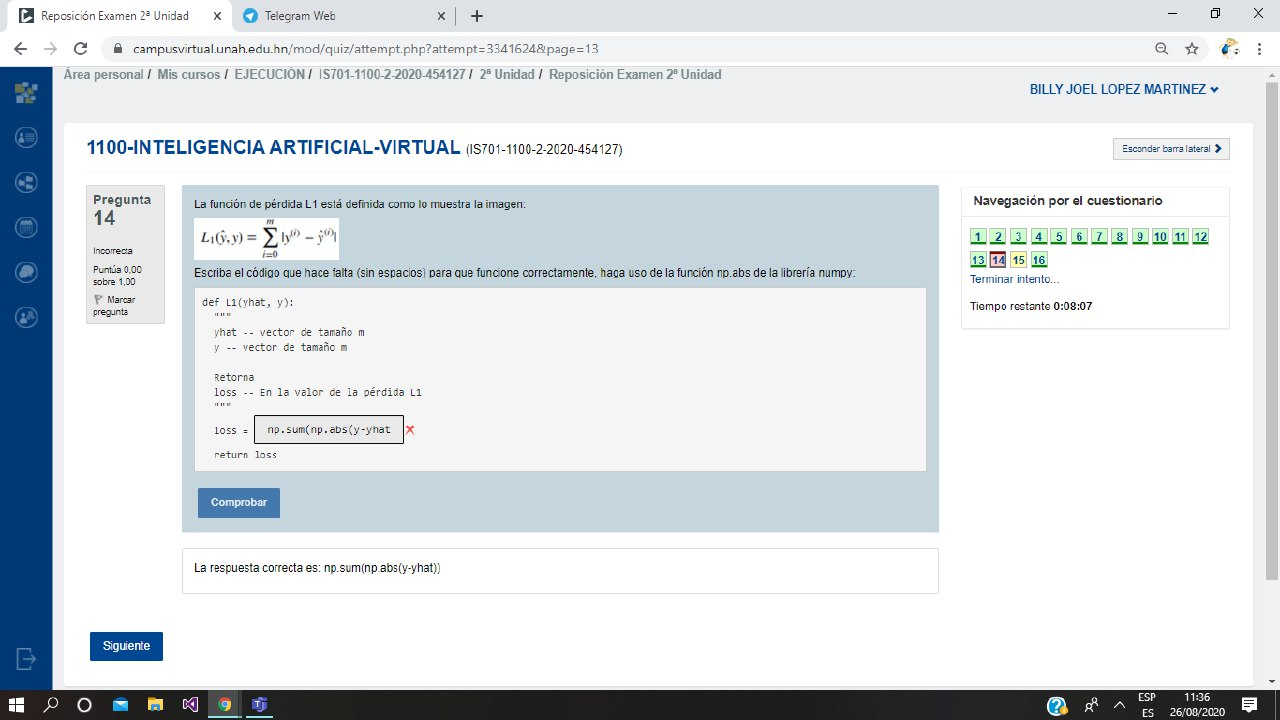 Reposición Examen 2ª Unidad
Telegram Web
campusvirtual.unah.edu.hn/mod/quiz/attempt.php?attempt=3341624&page=13
Área personal / Mis cursos / EJECUCIÓN / IS701-1100-2-2020-454127 / 2ª Unidad / Reposición Examen 2ª Unidad
BILLY JOEL LOPEZ MARTINEZ
1100-INTELIGENCIA ARTIFICIAL-VIRTUAL (IS701-1100-2-2020-454127)
Esconder barra lateral
Pregunta
14
Incorrecta
Puntúa 0,00
sobre 1,00
Marcar
pregunta
La función de pérdida L1 está definida como lo muestra la imagen:
L₁(ŷ, y) = ∑ᵢ₌₀ᵐ |y⁽ⁱ⁾ − ŷ⁽ⁱ⁾|
Escriba el código que hace falta (sin espacios) para que funcione correctamente, haga uso de la función np.abs de la librería numpy:
def L1(yhat, y):
"""
yhat -- vector de tamaño m
y -- vector de tamaño m
Retorna
loss -- En la valor de la pérdida L1
"""
loss = np.sum(np.abs(y-yhat
return loss
Comprobar
La respuesta correcta es: np.sum(np.abs(y-yhat))
Siguiente
Navegación por el cuestionario
1 2 3 4 5 6 7 8 9 10 11 12
13 14 15 16
Terminar intento...
Tiempo restante 0:08:07
ESP
ES
11:36
26/08/2020